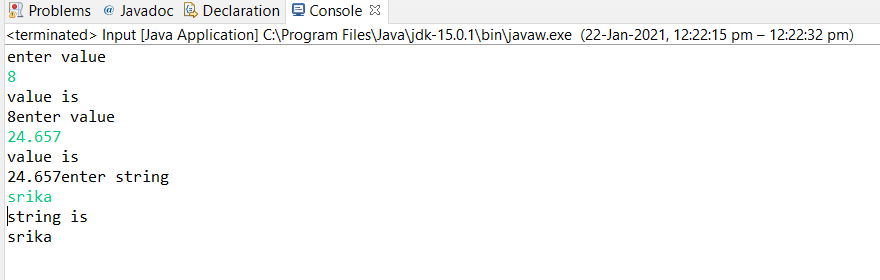 Problems @ Javadoc Declaration Console
<terminated> Input [Java Application] C:\Program Files\Java\jdk-15.0.1\bin\javaw.exe (22-Jan-2021, 12:22:15 pm – 12:22:32 pm)
enter value
8
value is
8enter value
24.657
value is
24.657enter string
srika
string is
srika